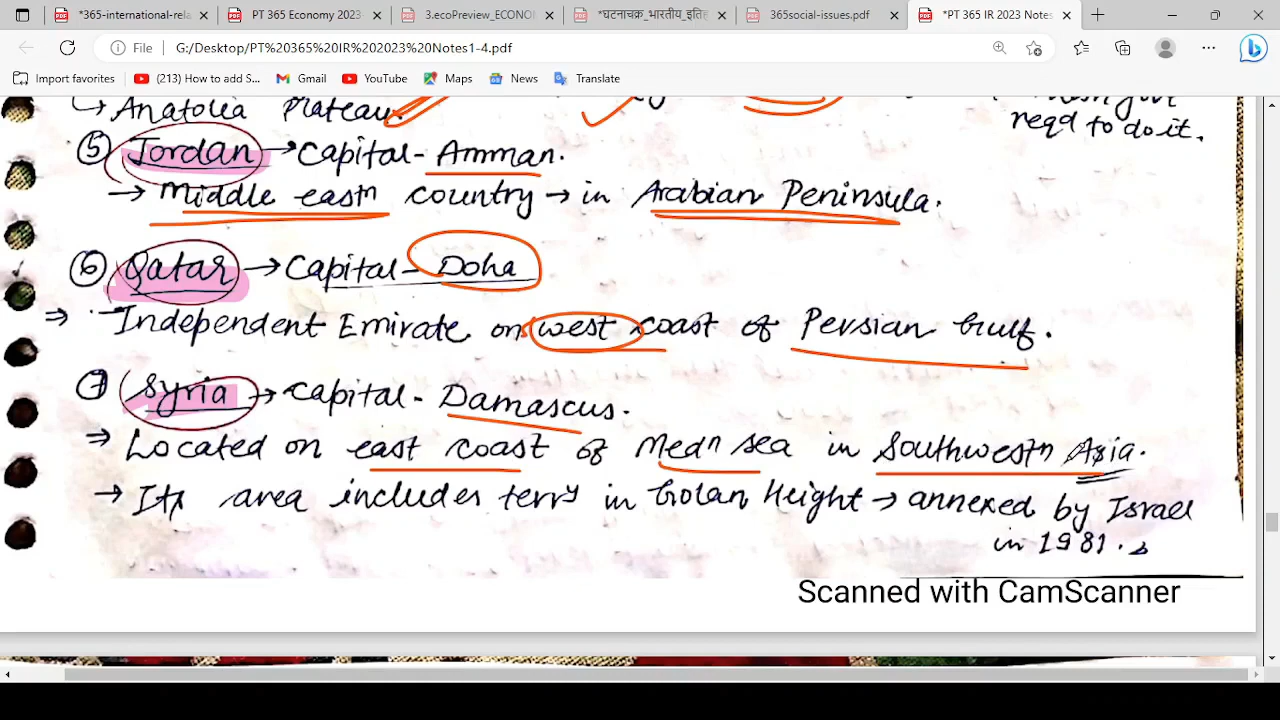 *365-international-rela
PT 365 Economy 2023
3.ecoPreview_ECONO
*घटनाचक्र_भारतीय_इतिह
365social-issues.pdf
*PT 365 IR 2023 Notes
File
G:/Desktop/PT%20365%20IR%202023%20Notes1-4.pdf
Import favorites
(213) How to add S...
Gmail
YouTube
Maps
News
Translate
↳ Anatolia Plateau.
reqd to do it.
⑤ Jordan → Capital - Amman.
→ Middle eastn country → in Arabian Peninsula.
⑥ Qatar → Capital - Doha
⇒ Independent Emirate on west coast of Persian Gulf.
⑦ Syria → capital - Damascus.
⇒ Located on east coast of Medn sea in Southwestn Asia.
→ Its area includes terry in Golan Height → annexed by Israel
in 1981.
Scanned with CamScanner